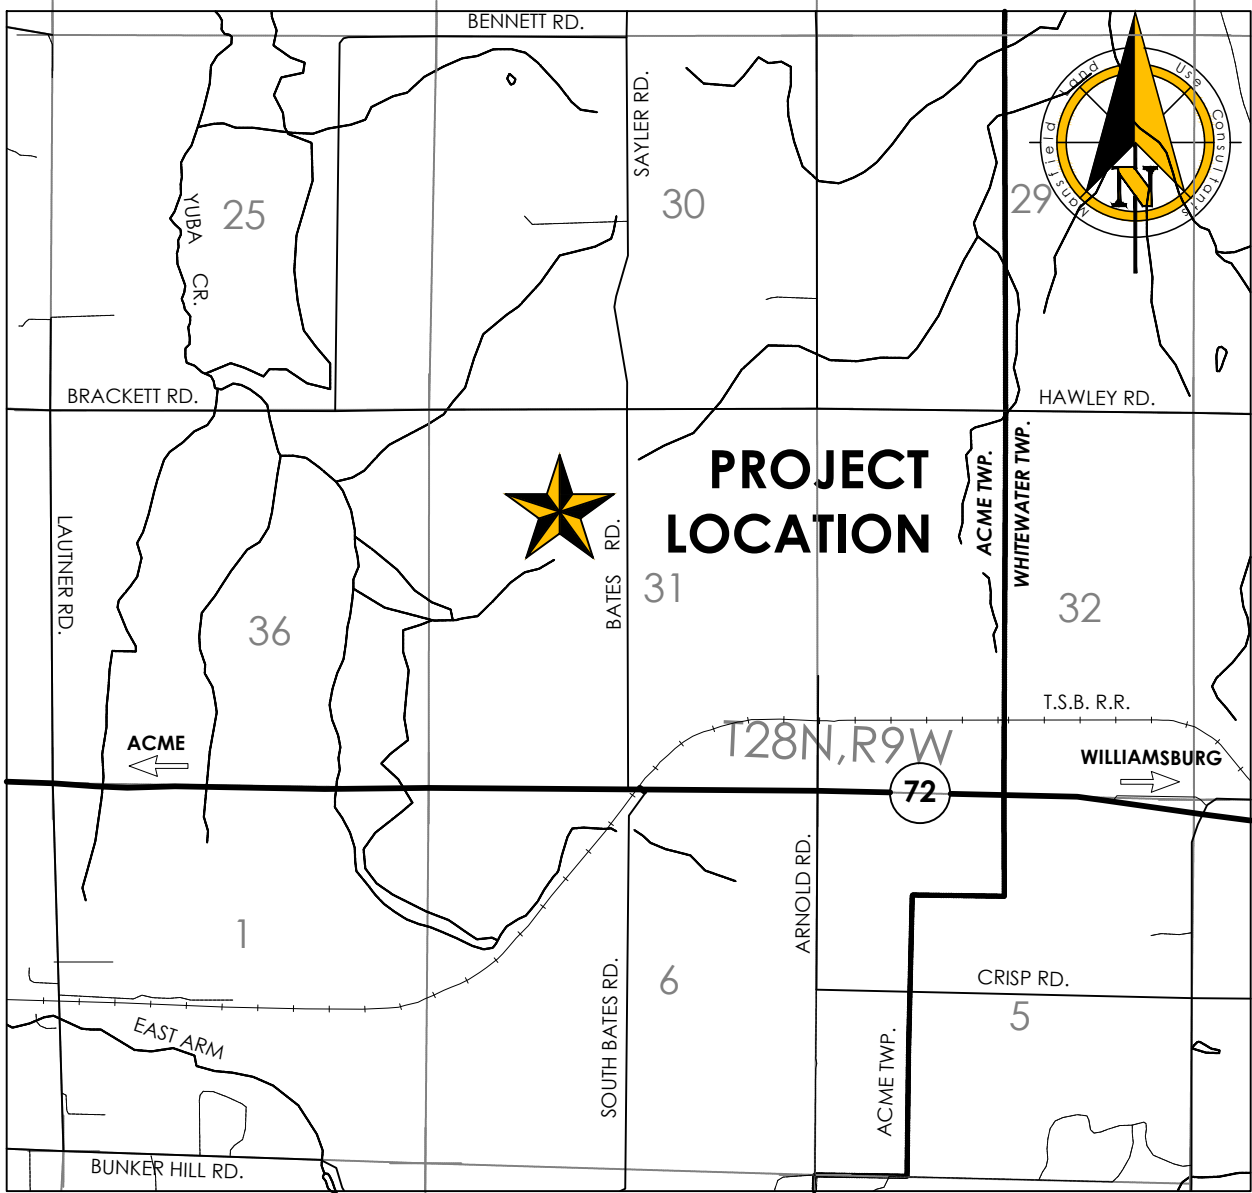 BENNETT RD.
SAYLER RD.
Mansfield Land Use Consultants
N
YUBA CR.
25
30
29
BRACKETT RD.
HAWLEY RD.
PROJECT
LOCATION
ACME TWP.
WHITEWATER TWP.
LAUTNER RD.
BATES RD.
31
36
32
T.S.B. R.R.
T28N,R9W
ACME
WILLIAMSBURG
72
ARNOLD RD.
1
6
CRISP RD.
5
EAST ARM
SOUTH BATES RD.
ACME TWP.
BUNKER HILL RD.